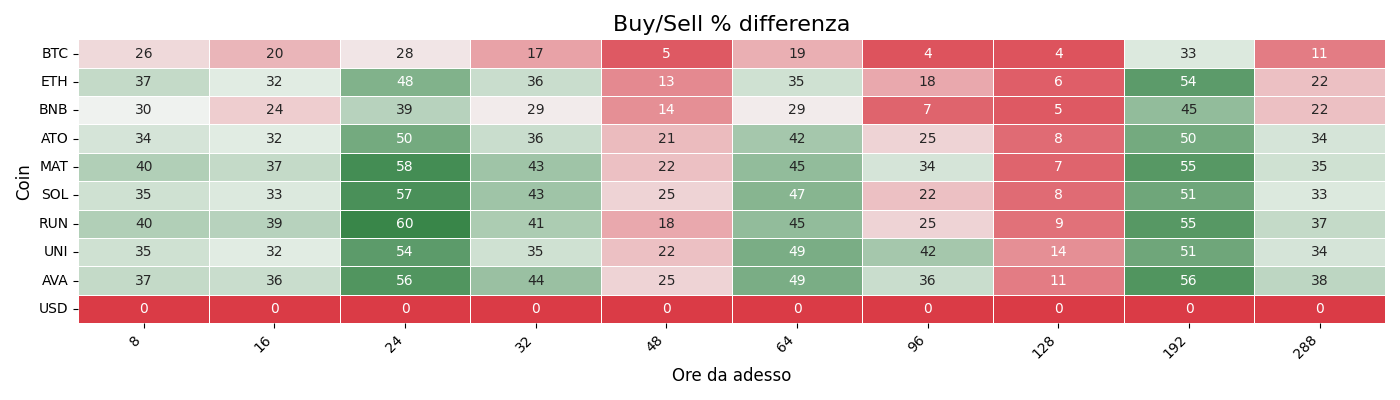 Buy/Sell % differenza
Coin
BTC 26 20 28 17 5 19 4 4 33 11
ETH 37 32 48 36 13 35 18 6 54 22
BNB 30 24 39 29 14 29 7 5 45 22
ATO 34 32 50 36 21 42 25 8 50 34
MAT 40 37 58 43 22 45 34 7 55 35
SOL 35 33 57 43 25 47 22 8 51 33
RUN 40 39 60 41 18 45 25 9 55 37
UNI 35 32 54 35 22 49 42 14 51 34
AVA 37 36 56 44 25 49 36 11 56 38
USD 0 0 0 0 0 0 0 0 0 0
8 16 24 32 48 64 96 128 192 288
Ore da adesso